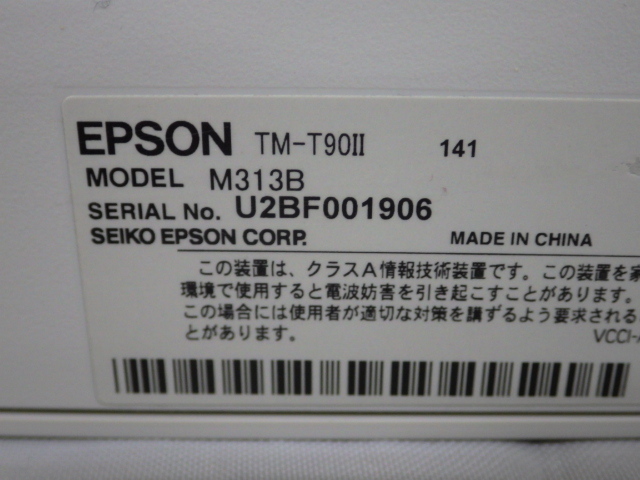 EPSON TM-T90II 141
MODEL M313B
SERIAL No. U2BF001906
SEIKO EPSON CORP. MADE IN CHINA
この装置は、クラスA情報技術装置です。この装置を家
環境で使用すると電波妨害を引き起こすことがあります。
この場合には使用者が適切な対策を講ずるよう要求される
とがあります。 VCCI-A